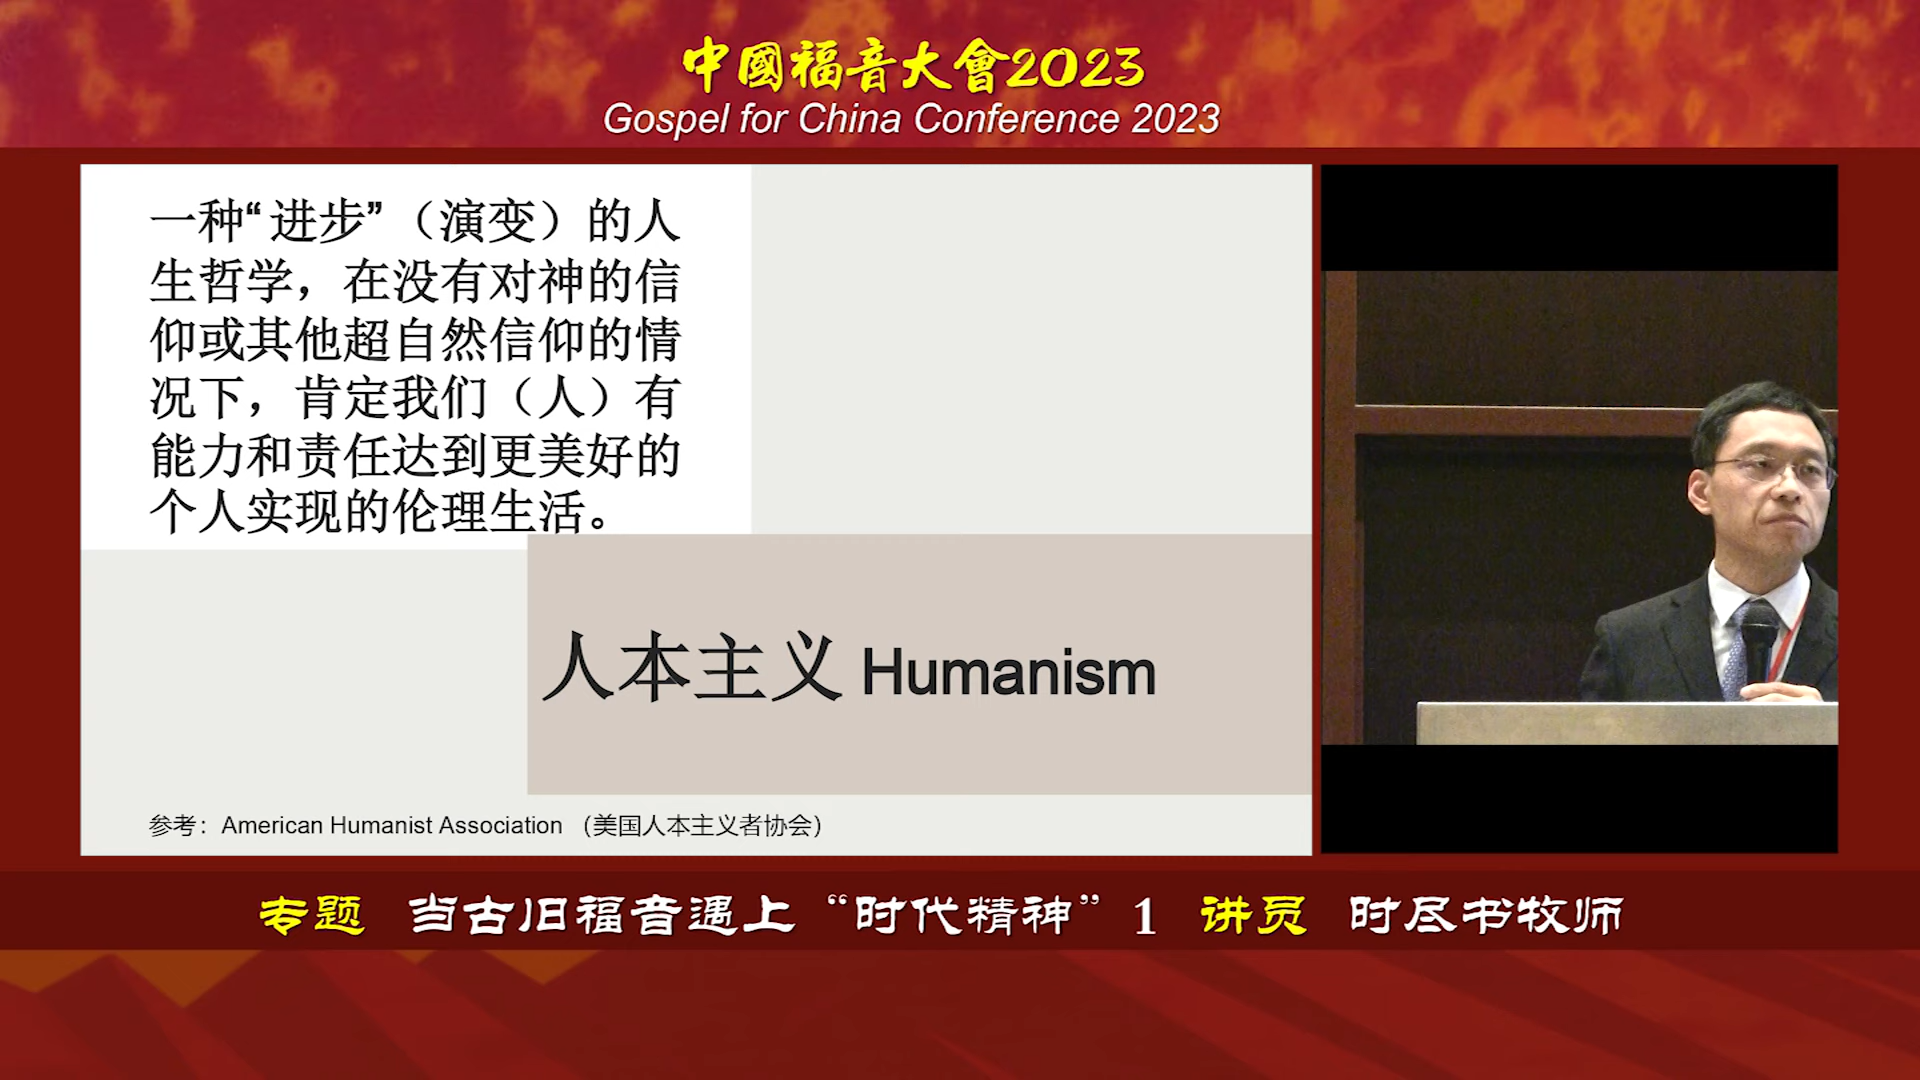 中國福音大會2023
Gospel for China Conference 2023
一种“进步”（演变）的人
生哲学，在没有对神的信
仰或其他超自然信仰的情
况下，肯定我们（人）有
能力和责任达到更美好的
个人实现的伦理生活。
人本主义 Humanism
参考：American Humanist Association （美国人本主义者协会）
专题 当古旧福音遇上“时代精神”1 讲员 时尽书牧师